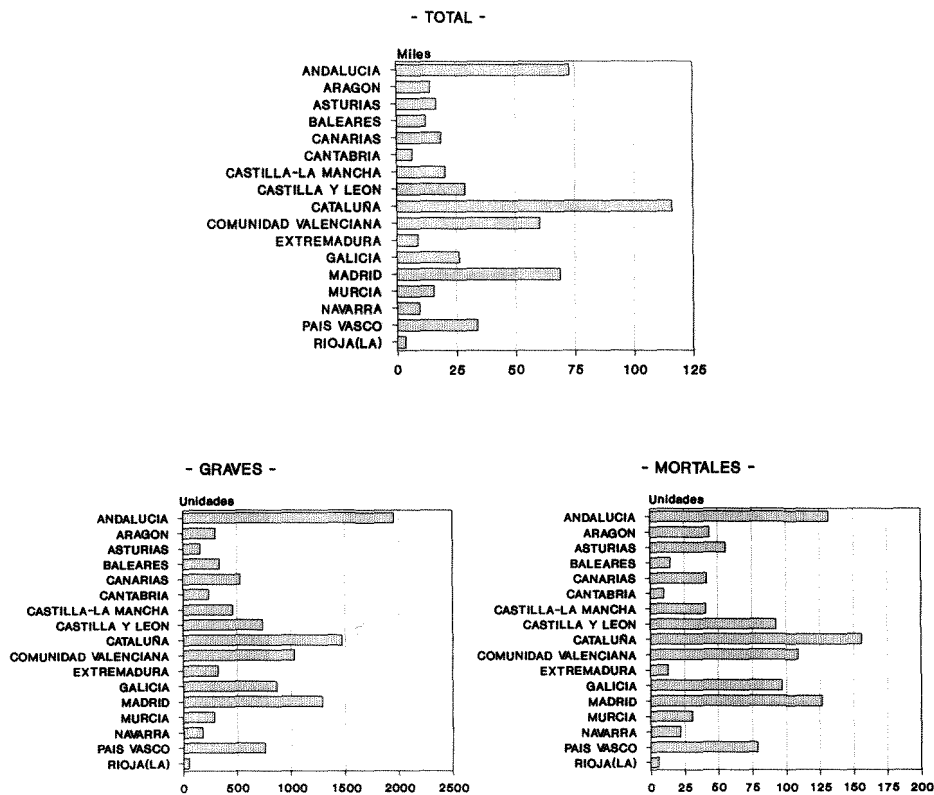 - TOTAL -
Miles
ANDALUCIA
ARAGON
ASTURIAS
BALEARES
CANARIAS
CANTABRIA
CASTILLA-LA MANCHA
CASTILLA Y LEON
CATALUÑA
COMUNIDAD VALENCIANA
EXTREMADURA
GALICIA
MADRID
MURCIA
NAVARRA
PAIS VASCO
RIOJA(LA)
0 25 50 75 100 125
- GRAVES -
Unidades
ANDALUCIA
ARAGON
ASTURIAS
BALEARES
CANARIAS
CANTABRIA
CASTILLA-LA MANCHA
CASTILLA Y LEON
CATALUÑA
COMUNIDAD VALENCIANA
EXTREMADURA
GALICIA
MADRID
MURCIA
NAVARRA
PAIS VASCO
RIOJA(LA)
0 500 1000 1500 2000 2500
- MORTALES -
Unidades
ANDALUCIA
ARAGON
ASTURIAS
BALEARES
CANARIAS
CANTABRIA
CASTILLA-LA MANCHA
CASTILLA Y LEON
CATALUÑA
COMUNIDAD VALENCIANA
EXTREMADURA
GALICIA
MADRID
MURCIA
NAVARRA
PAIS VASCO
RIOJA(LA)
0 25 50 75 100 125 150 175 200